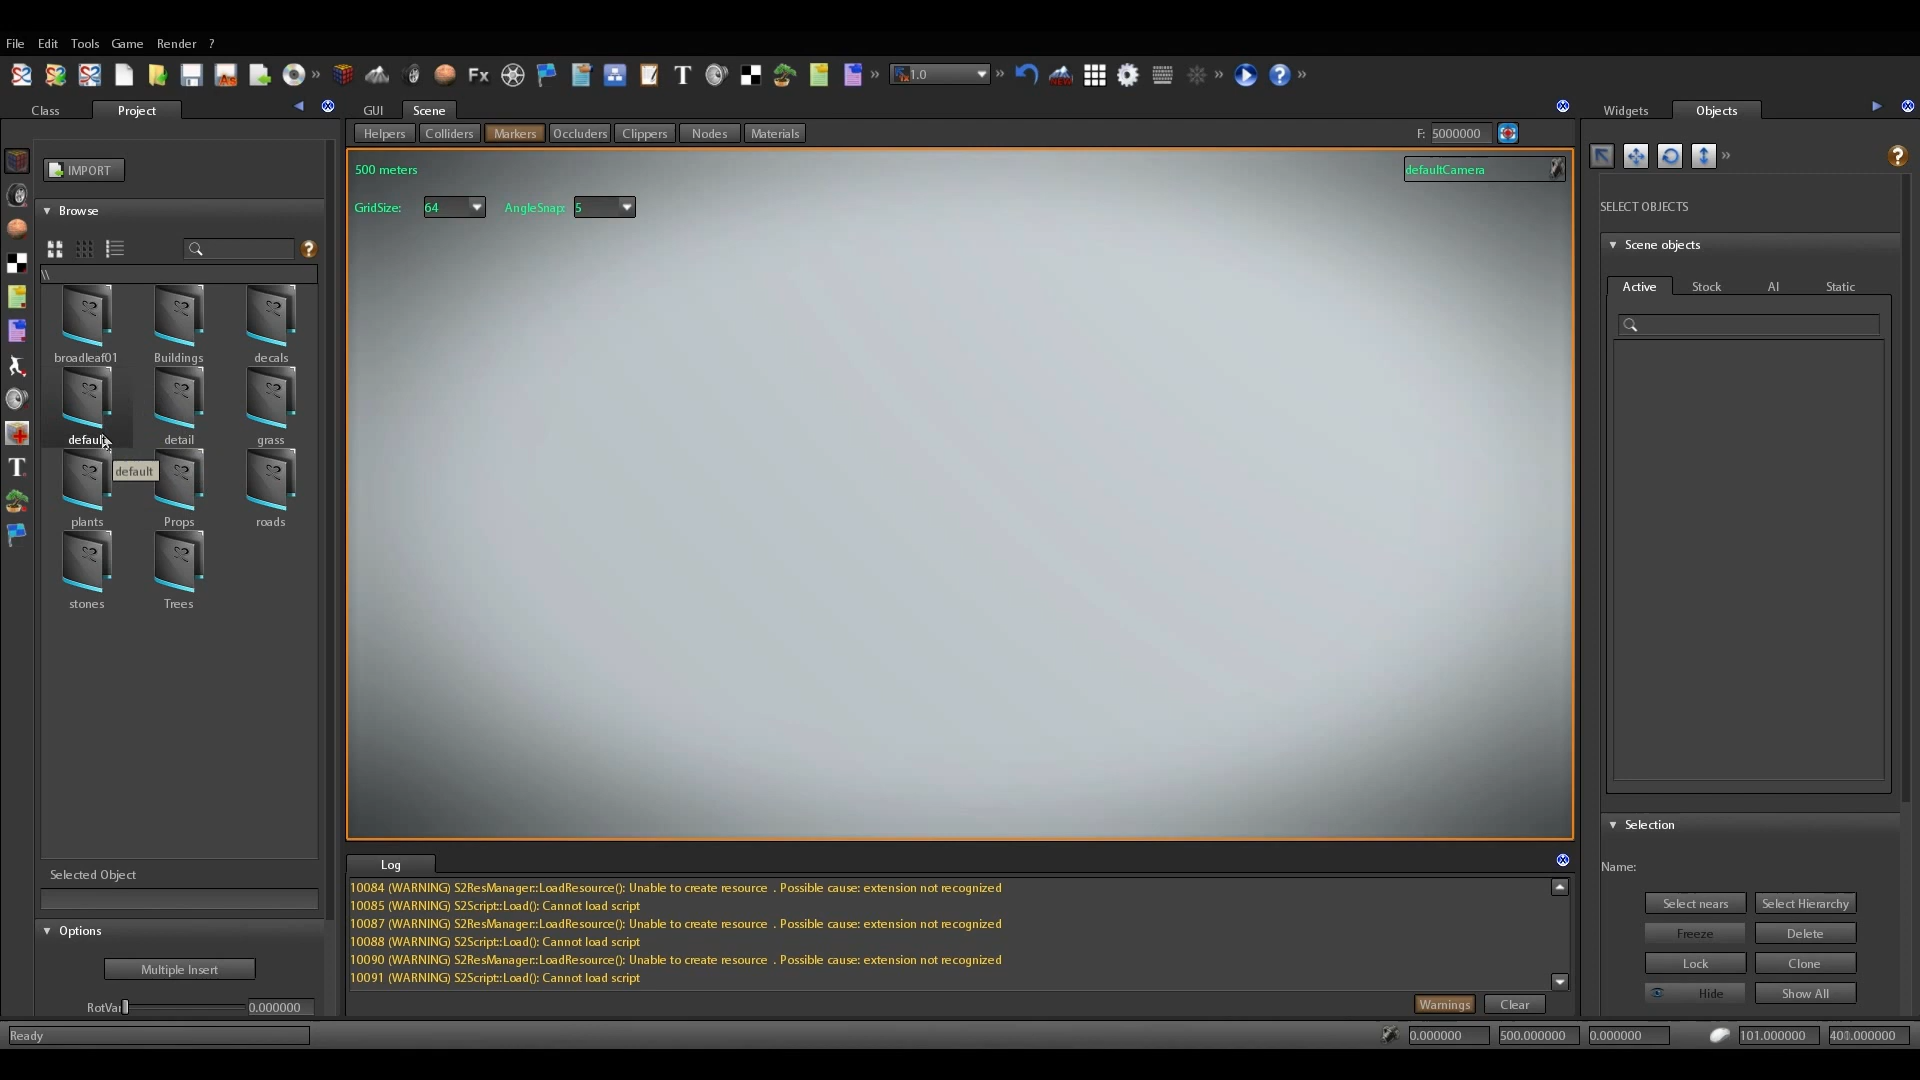 File Edit Tools Game Render ?
Fx T 1.0
Class Project GUI Scene Widgets Objects
Helpers Colliders Markers Occluders Clippers Nodes Materials F: 5000000
IMPORT
500 meters defaultCamera
GridSize: 64 AngleSnap: 5
Browse
\\
broadleaf01 Buildings decals
default detail grass
default
plants Props roads
stones Trees
Selected Object
Options
Multiple Insert
RotVar 0.000000
SELECT OBJECTS
Scene objects
Active Stock AI Static
Selection
Name:
Select nears Select Hierarchy
Freeze Delete
Lock Clone
Hide Show All
Log
10084 (WARNING) S2ResManager::LoadResource(): Unable to create resource  . Possible cause: extension not recognized
10085 (WARNING) S2Script::Load(): Cannot load script
10087 (WARNING) S2ResManager::LoadResource(): Unable to create resource  . Possible cause: extension not recognized
10088 (WARNING) S2Script::Load(): Cannot load script
10090 (WARNING) S2ResManager::LoadResource(): Unable to create resource  . Possible cause: extension not recognized
10091 (WARNING) S2Script::Load(): Cannot load script
Warnings Clear
Ready 0.000000 500.000000 0.000000 101.000000 401.000000